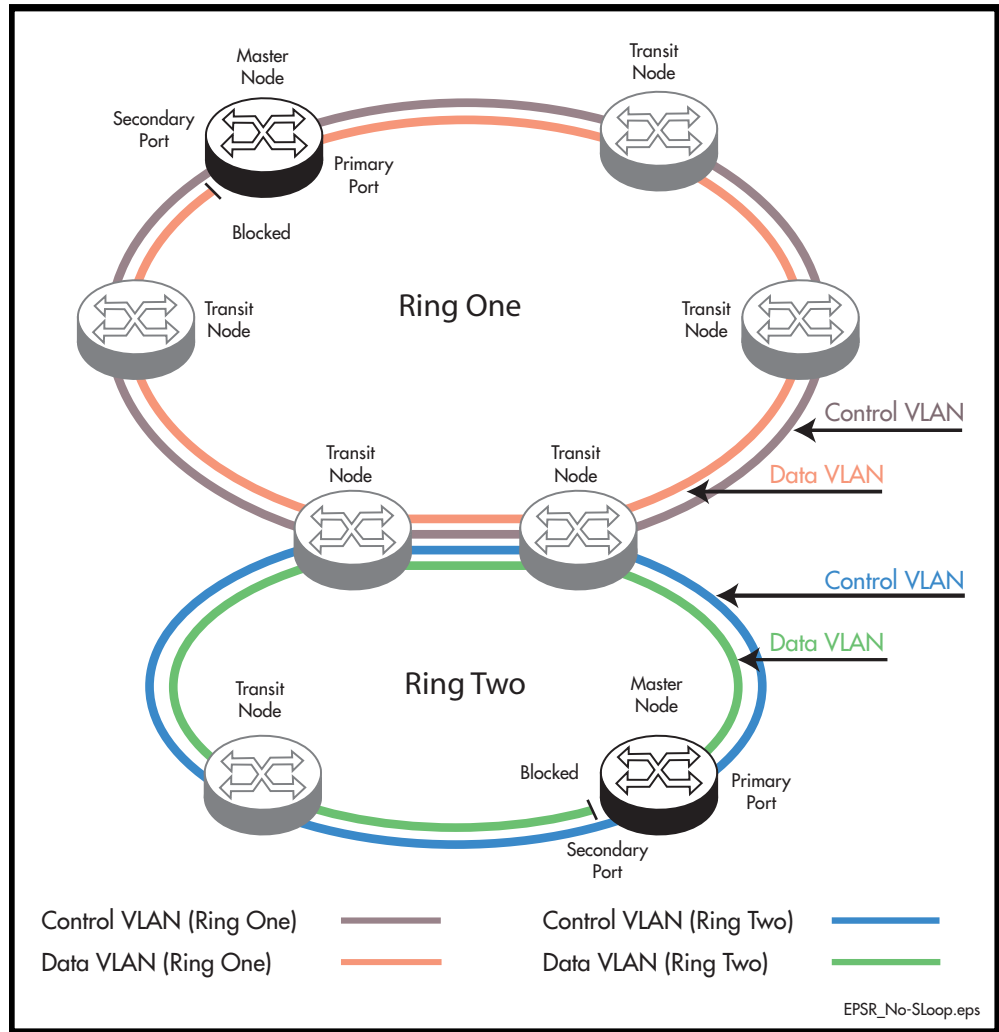 Master
Node
Transit
Node
Secondary
Port
Primary
Port
Blocked
Ring One
Transit
Node
Transit
Node
Control VLAN
Transit
Node
Transit
Node
Data VLAN
Control VLAN
Data VLAN
Ring Two
Transit
Node
Master
Node
Blocked
Primary
Port
Secondary
Port
Control VLAN (Ring One)
Control VLAN (Ring Two)
Data VLAN (Ring One)
Data VLAN (Ring Two)
EPSR_No-SLoop.eps